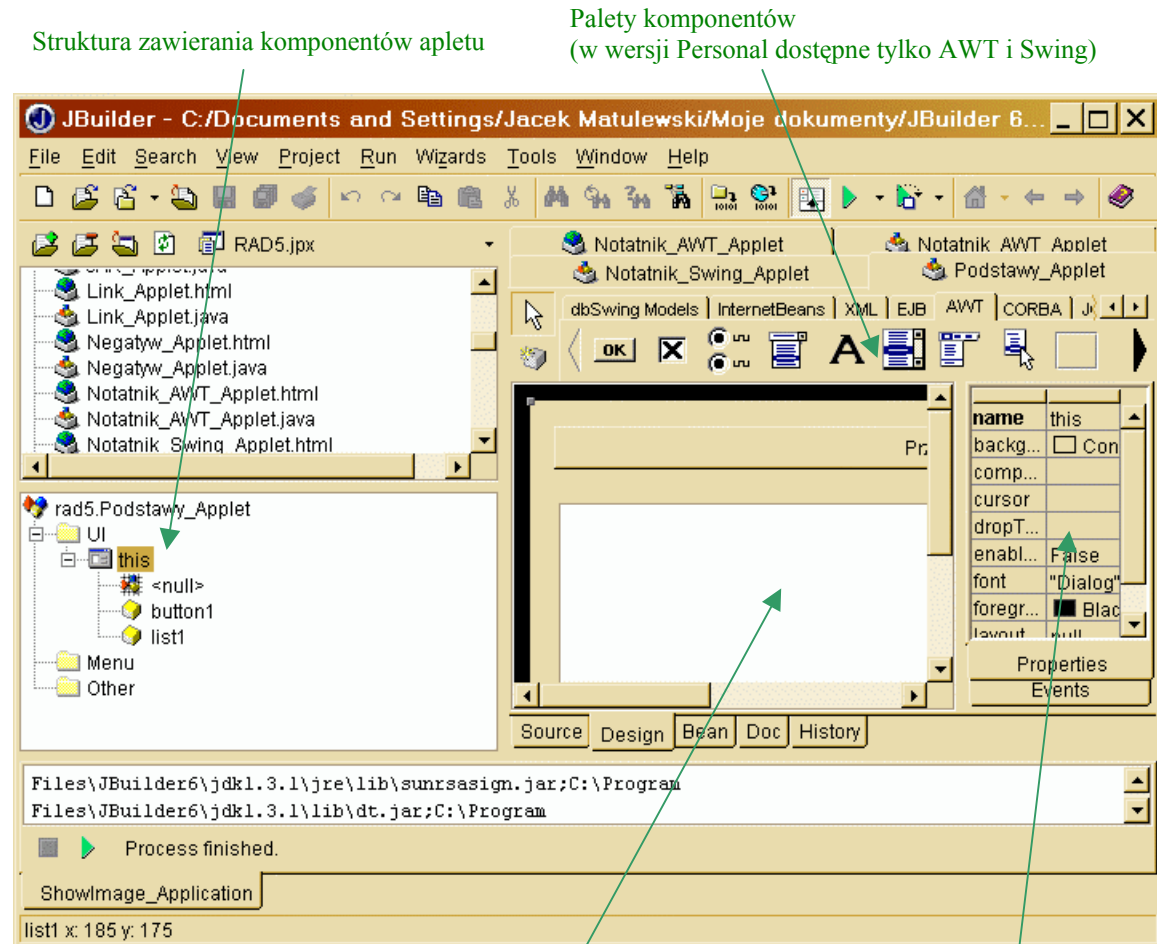 Struktura zawierania komponentów apletu
Palety komponentów
(w wersji Personal dostępne tylko AWT i Swing)
JBuilder - C:/Documents and Settings/Jacek Matulewski/Moje dokumenty/JBuilder 6...
File Edit Search View Project Run Wizards Tools Window Help
RAD5.jpx
Link_Applet.html
Link_Applet.java
Negatyw_Applet.html
Negatyw_Applet.java
Notatnik_AWT_Applet.html
Notatnik_AWT_Applet.java
Notatnik_Swing_Applet.html
rad5.Podstawy_Applet
UI
this
<null>
button1
list1
Menu
Other
Notatnik_AWT_Applet Notatnik_AWT_Applet
Notatnik_Swing_Applet Podstawy_Applet
dbSwing Models InternetBeans XML EJB AWT CORBA
OK A
name this
backg... Con
comp...
cursor
dropT...
enabl... False
font "Dialog"
foregr... Blac
layout null
Properties
Events
Source Design Bean Doc History
Files\JBuilder6\jdk1.3.1\jre\lib\sunrsasign.jar;C:\Program
Files\JBuilder6\jdk1.3.1\lib\dt.jar;C:\Program
Process finished.
ShowImage_Application
list1 x: 185 y: 175